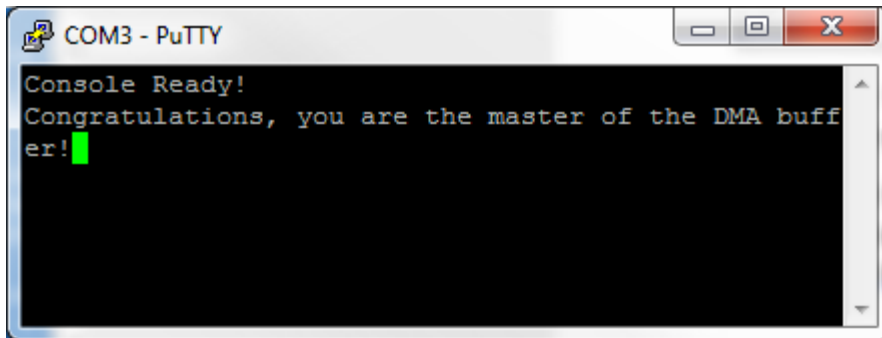 COM3 - PuTTY
Console Ready!
Congratulations, you are the master of the DMA buff
er!